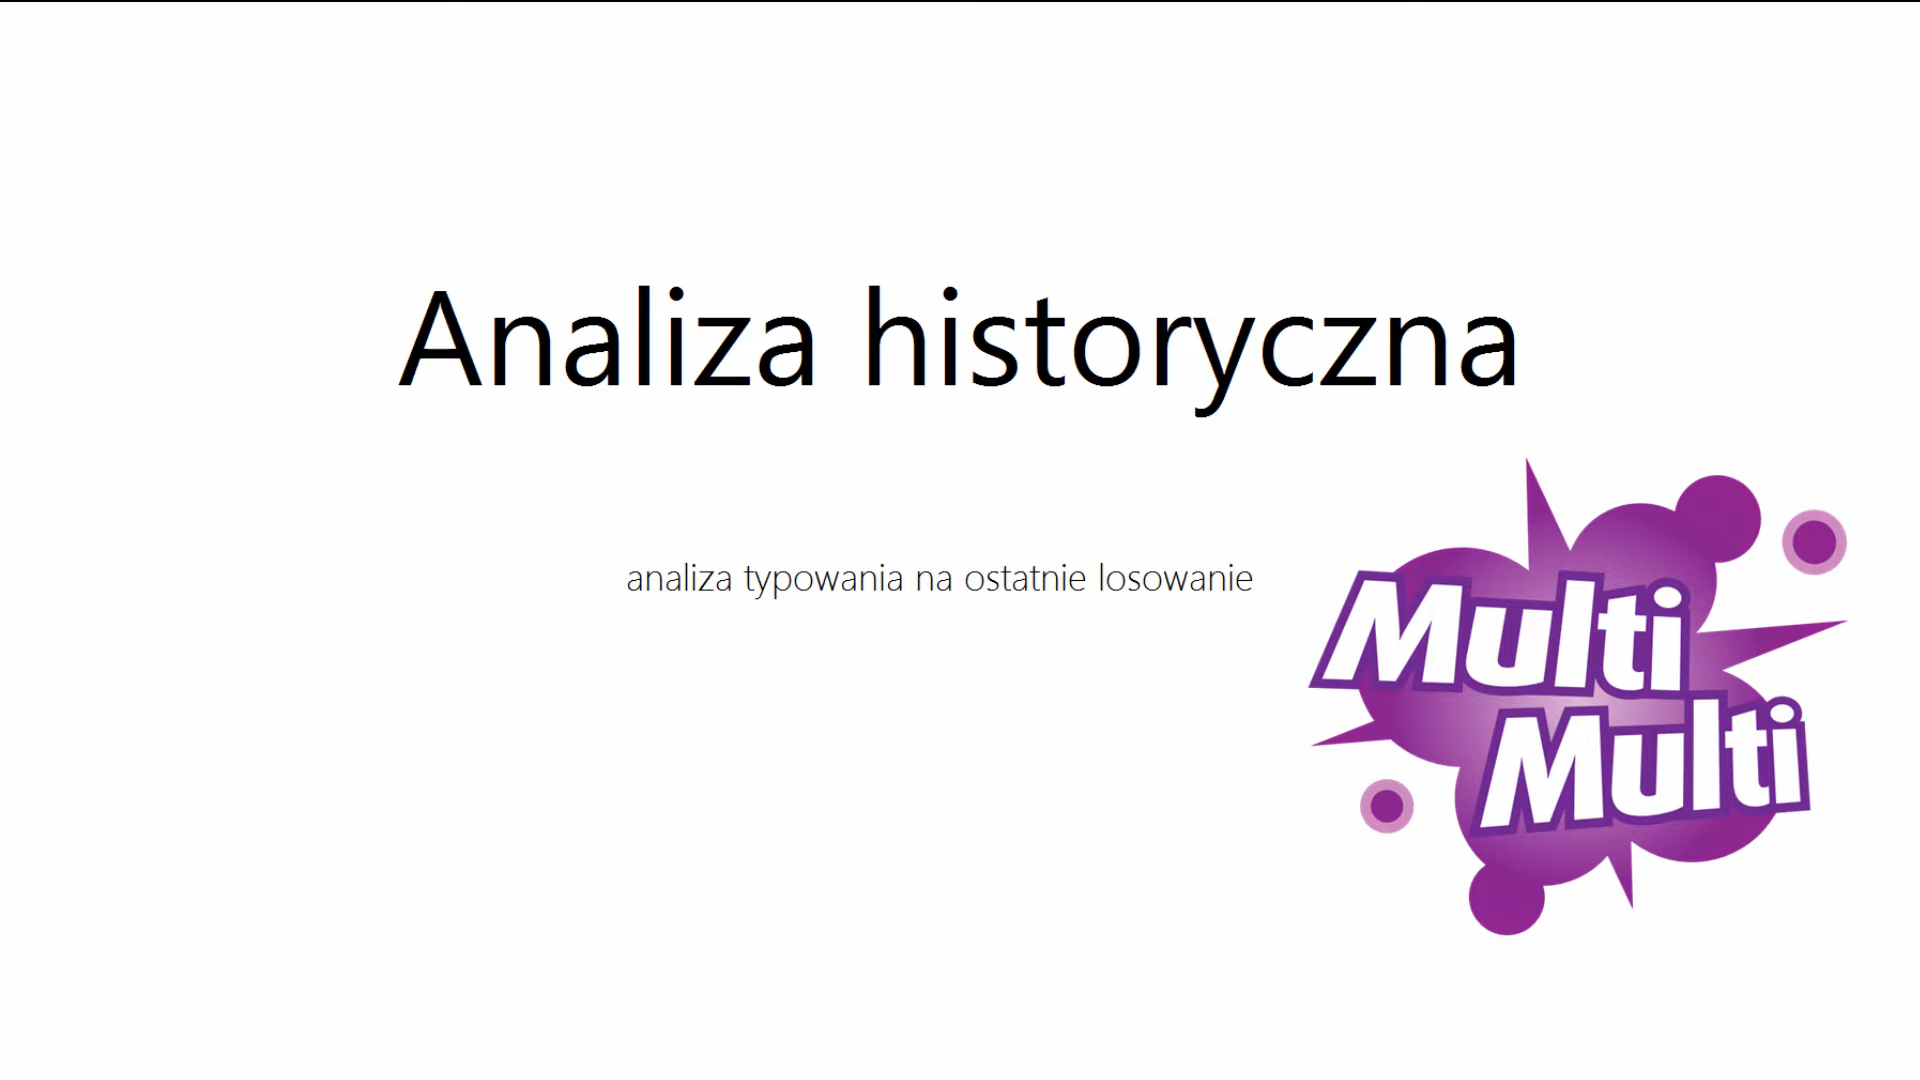 Analiza historyczna
analiza typowania na ostatnie losowanie
Multi
Multi